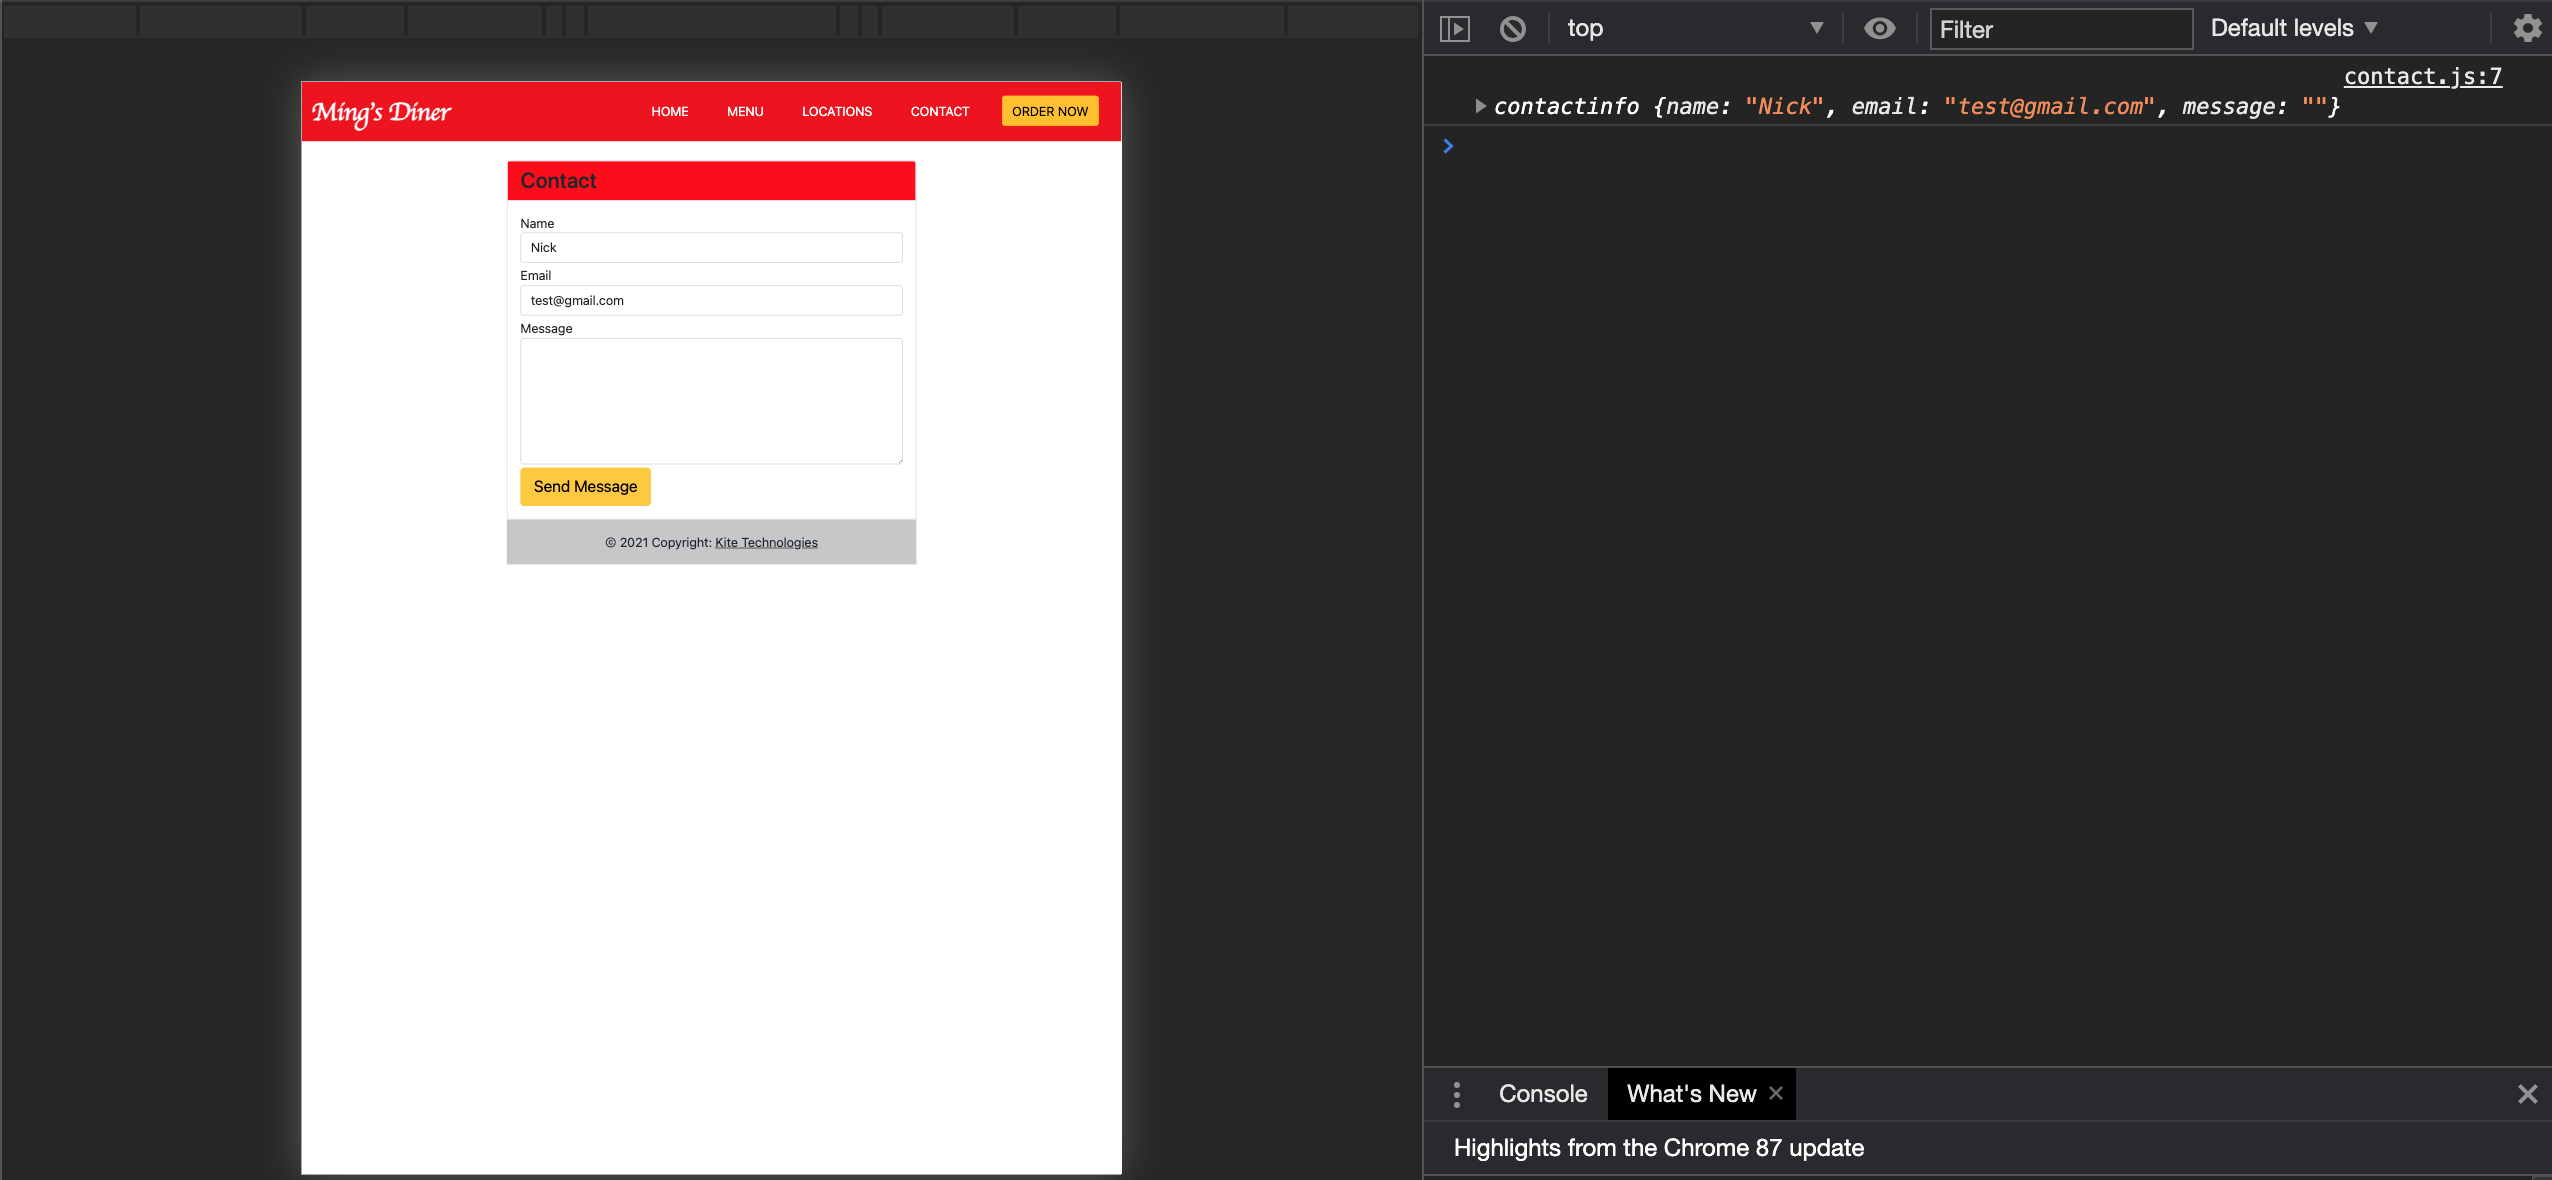 Ming's Diner
HOME MENU LOCATIONS CONTACT ORDER NOW
Contact
Name
Nick
Email
test@gmail.com
Message
Send Message
© 2021 Copyright: Kite Technologies
top Filter Default levels
contact.js:7
contactinfo {name: "Nick", email: "test@gmail.com", message: ""}
Console What's New
Highlights from the Chrome 87 update